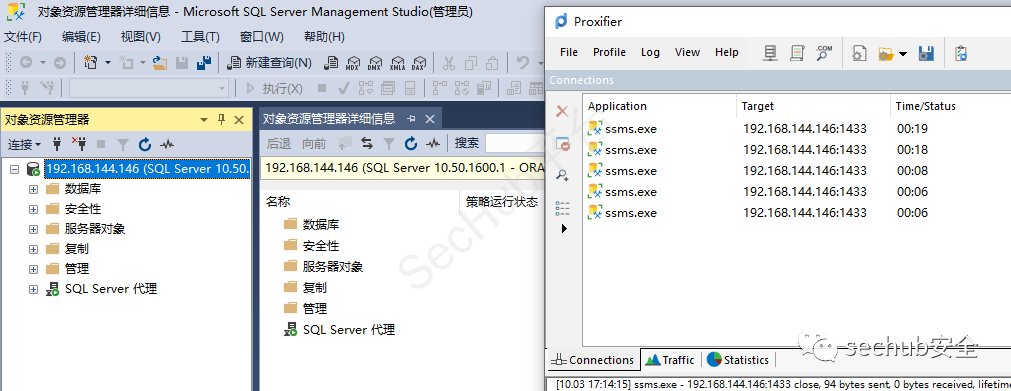 对象资源管理器详细信息 - Microsoft SQL Server Management Studio(管理员)
文件(F) 编辑(E) 视图(V) 工具(T) 窗口(W) 帮助(H)
新建查询(N) MDX DMX XMLA DAX
执行(X)
对象资源管理器
连接
192.168.144.146 (SQL Server 10.50.
数据库
安全性
服务器对象
复制
管理
SQL Server 代理
对象资源管理器详细信息
后退 向前 搜索
192.168.144.146 (SQL Server 10.50.1600.1 - ORA
名称 策略运行状态
数据库
安全性
服务器对象
复制
管理
SQL Server 代理
Proxifier
File Profile Log View Help
.COM
Connections
Application Target Time/Status
ssms.exe 192.168.144.146:1433 00:19
ssms.exe 192.168.144.146:1433 00:18
ssms.exe 192.168.144.146:1433 00:08
ssms.exe 192.168.144.146:1433 00:06
ssms.exe 192.168.144.146:1433 00:06
Connections Traffic Statistics
[10.03 17:14:15] ssms.exe - 192.168.144.146:1433 close, 94 bytes sent, 0 bytes received, lifetime
SecHub
sechub安全